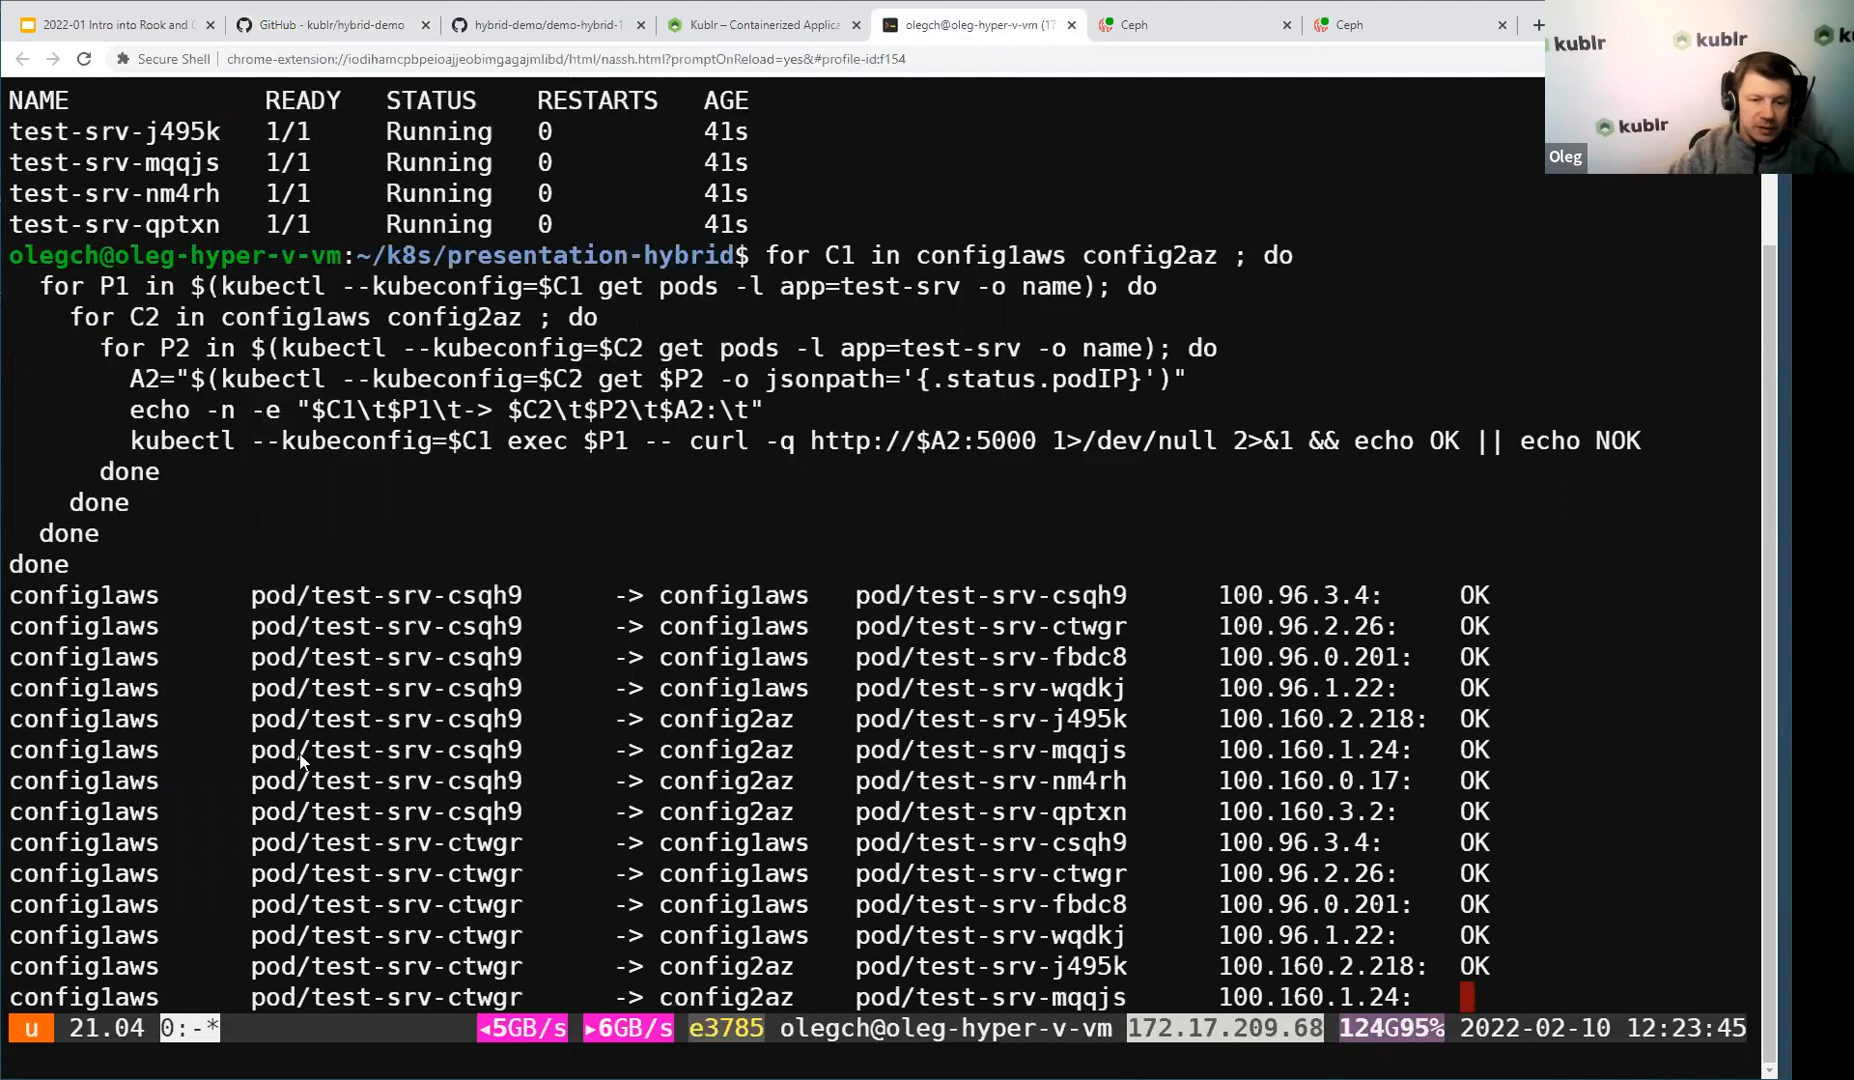 2022-01 Intro into Rook and C
GitHub - kublr/hybrid-demo
hybrid-demo/demo-hybrid-1
Kublr – Containerized Applica
olegch@oleg-hyper-v-vm (17
Ceph
Ceph
Secure Shell
chrome-extension://iodihamcpbpeioajjeobimgagajmlibd/html/nassh.html?promptOnReload=yes&#profile-id:f154
kublr
kublr
ku
kublr
Oleg
NAME READY STATUS RESTARTS AGE
test-srv-j495k 1/1 Running 0 41s
test-srv-mqqjs 1/1 Running 0 41s
test-srv-nm4rh 1/1 Running 0 41s
test-srv-qptxn 1/1 Running 0 41s
olegch@oleg-hyper-v-vm:~/k8s/presentation-hybrid$ for C1 in config1aws config2az ; do
for P1 in $(kubectl --kubeconfig=$C1 get pods -l app=test-srv -o name); do
for C2 in config1aws config2az ; do
for P2 in $(kubectl --kubeconfig=$C2 get pods -l app=test-srv -o name); do
A2="$(kubectl --kubeconfig=$C2 get $P2 -o jsonpath='{.status.podIP}')"
echo -n -e "$C1\t$P1\t-> $C2\t$P2\t$A2:\t"
kubectl --kubeconfig=$C1 exec $P1 -- curl -q http://$A2:5000 1>/dev/null 2>&1 && echo OK || echo NOK
done
done
done
done
config1aws pod/test-srv-csqh9 -> config1aws pod/test-srv-csqh9 100.96.3.4: OK
config1aws pod/test-srv-csqh9 -> config1aws pod/test-srv-ctwgr 100.96.2.26: OK
config1aws pod/test-srv-csqh9 -> config1aws pod/test-srv-fbdc8 100.96.0.201: OK
config1aws pod/test-srv-csqh9 -> config1aws pod/test-srv-wqdkj 100.96.1.22: OK
config1aws pod/test-srv-csqh9 -> config2az pod/test-srv-j495k 100.160.2.218: OK
config1aws pod/test-srv-csqh9 -> config2az pod/test-srv-mqqjs 100.160.1.24: OK
config1aws pod/test-srv-csqh9 -> config2az pod/test-srv-nm4rh 100.160.0.17: OK
config1aws pod/test-srv-csqh9 -> config2az pod/test-srv-qptxn 100.160.3.2: OK
config1aws pod/test-srv-ctwgr -> config1aws pod/test-srv-csqh9 100.96.3.4: OK
config1aws pod/test-srv-ctwgr -> config1aws pod/test-srv-ctwgr 100.96.2.26: OK
config1aws pod/test-srv-ctwgr -> config1aws pod/test-srv-fbdc8 100.96.0.201: OK
config1aws pod/test-srv-ctwgr -> config1aws pod/test-srv-wqdkj 100.96.1.22: OK
config1aws pod/test-srv-ctwgr -> config2az pod/test-srv-j495k 100.160.2.218: OK
config1aws pod/test-srv-ctwgr -> config2az pod/test-srv-mqqjs 100.160.1.24:
u 21.04 0:-* ◂5GB/s ▸6GB/s e3785 olegch@oleg-hyper-v-vm 172.17.209.68 124G95% 2022-02-10 12:23:45